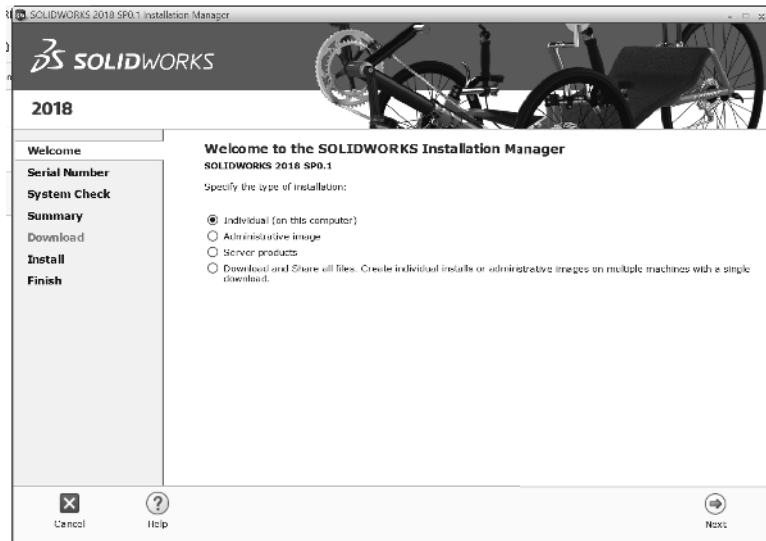 SOLIDWORKS 2018 SP0.1 Installation Manager
SOLIDWORKS
2018
Welcome
Serial Number
System Check
Summary
Download
Install
Finish
Welcome to the SOLIDWORKS Installation Manager
SOLIDWORKS 2018 SP0.1
Specify the type of installation:
Individual (on this computer)
Administrative image
Server products
Download and Share all files. Create individual installs or administrative images on multiple machines with a single
download.
Cancel
Help
Next